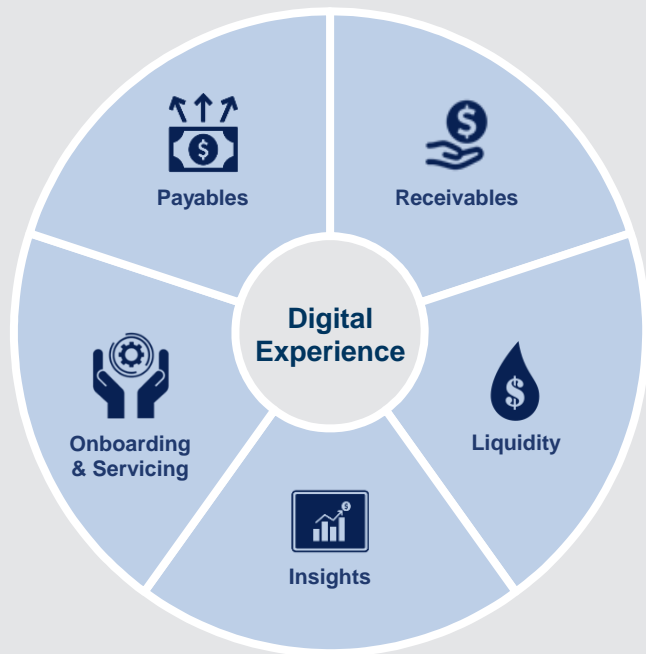 Payables
Receivables
Digital
Experience
Onboarding
& Servicing
Liquidity
Insights